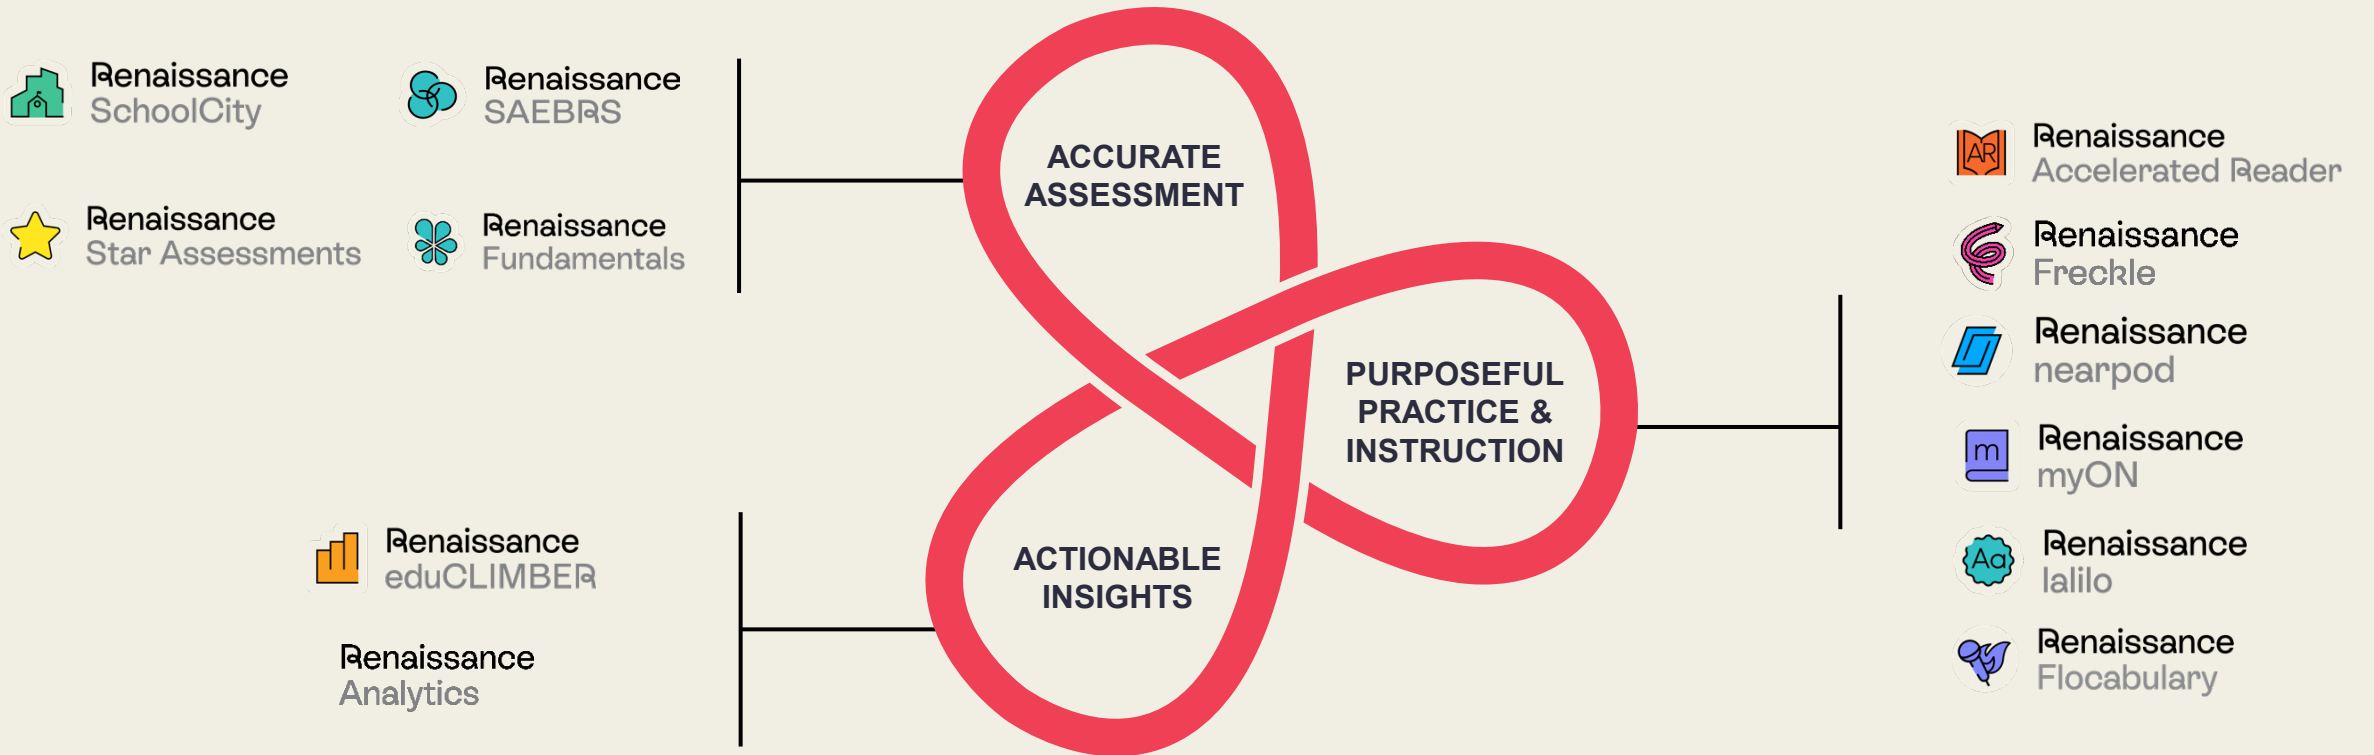 Renaissance
SchoolCity
Renaissance
SAEBRS
Renaissance
Star Assessments
Renaissance
Fundamentals
ACCURATE
ASSESSMENT
PURPOSEFUL
PRACTICE &
INSTRUCTION
ACTIONABLE
INSIGHTS
Renaissance
eduCLIMBER
Renaissance
Analytics
AR
Renaissance
Accelerated Reader
Renaissance
Freckle
Renaissance
nearpod
m
Renaissance
myON
Aa
Renaissance
lalilo
Renaissance
Flocabulary